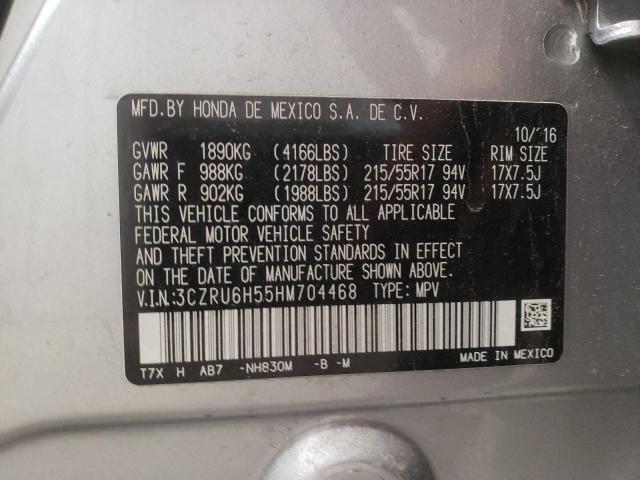 MFD.BY HONDA DE MEXICO S.A. DE C.V.
10/'16
GVWR 1890KG (4166LBS) TIRE SIZE RIM SIZE
GAWR F 988KG (2178LBS) 215/55R17 94V 17X7.5J
GAWR R 902KG (1988LBS) 215/55R17 94V 17X7.5J
THIS VEHICLE CONFORMS TO ALL APPLICABLE
FEDERAL MOTOR VEHICLE SAFETY
AND THEFT PREVENTION STANDARDS IN EFFECT
ON THE DATE OF MANUFACTURE SHOWN ABOVE.
V.I.N.:3CZRU6H55HM704468 TYPE: MPV
T7X H AB7 -NH830M -B -M
MADE IN MEXICO